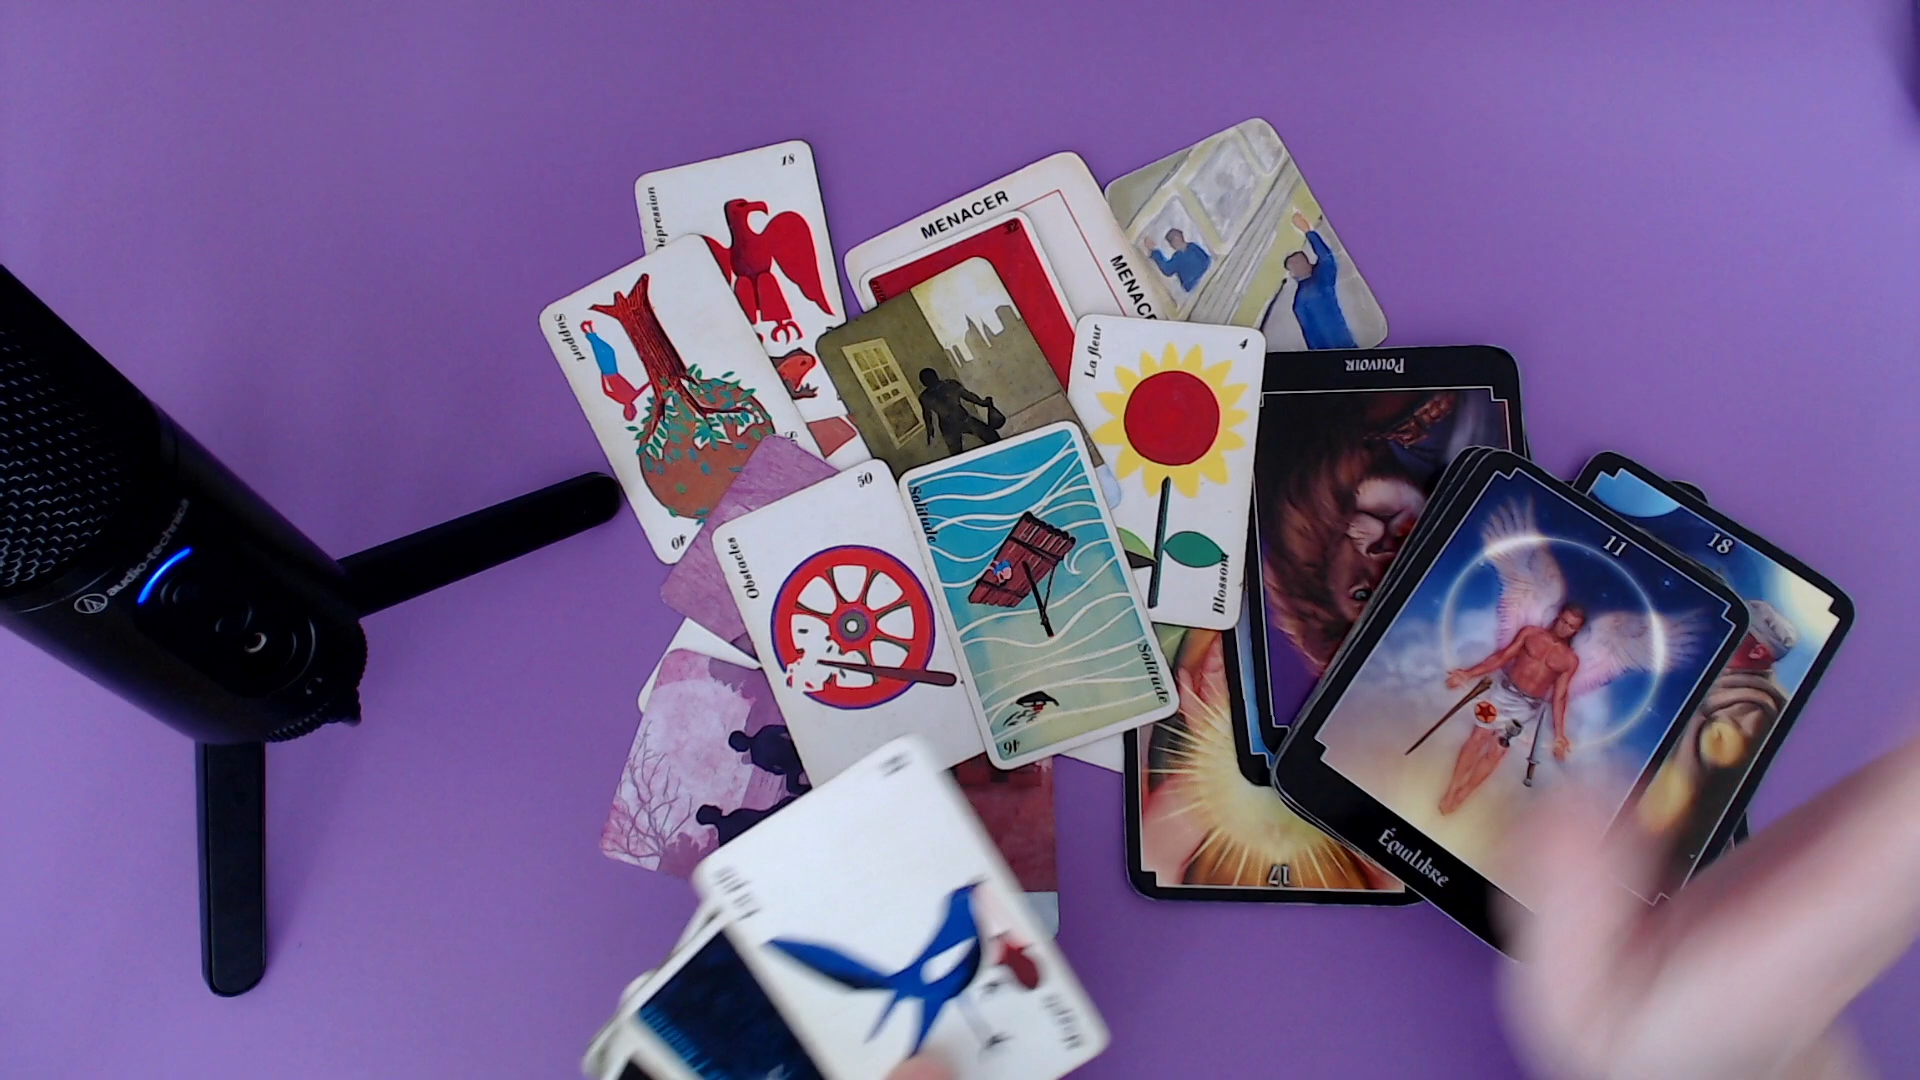 18
MENACER
MENACER
32
Pouvoir
Support
La fleur
4
50
Solitude
Obstacles
audio-technica
40
11
18
Blossom
Solitude
46
Équilibre
17